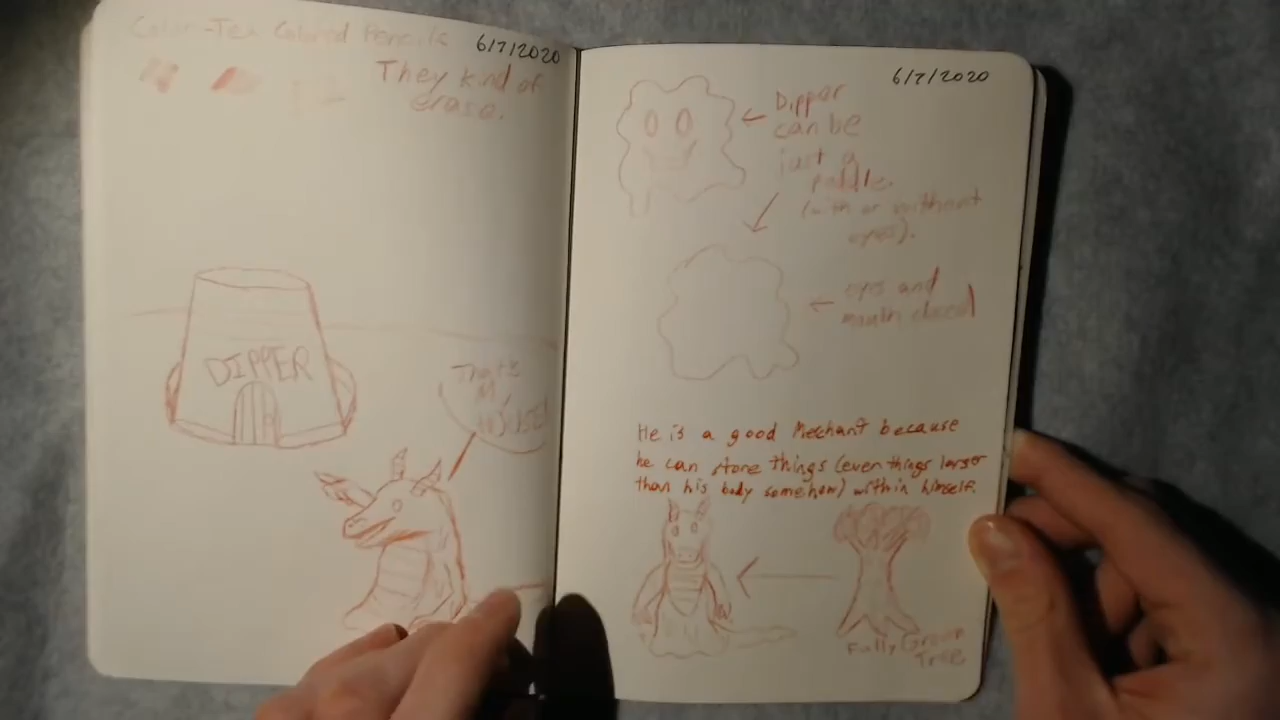 Color-Tex Colored Pencils
6/7/2020
They kind of
erase.
DIPPER
That's
My
HOUSE!
6/7/2020
Dipper
can be
just a
puddle.
(with or without
eyes).
eyes and
mouth closed
He is a good Mechant because
he can store things (even things larger
than his body somehow) within himself.
Fully Grown
Tree